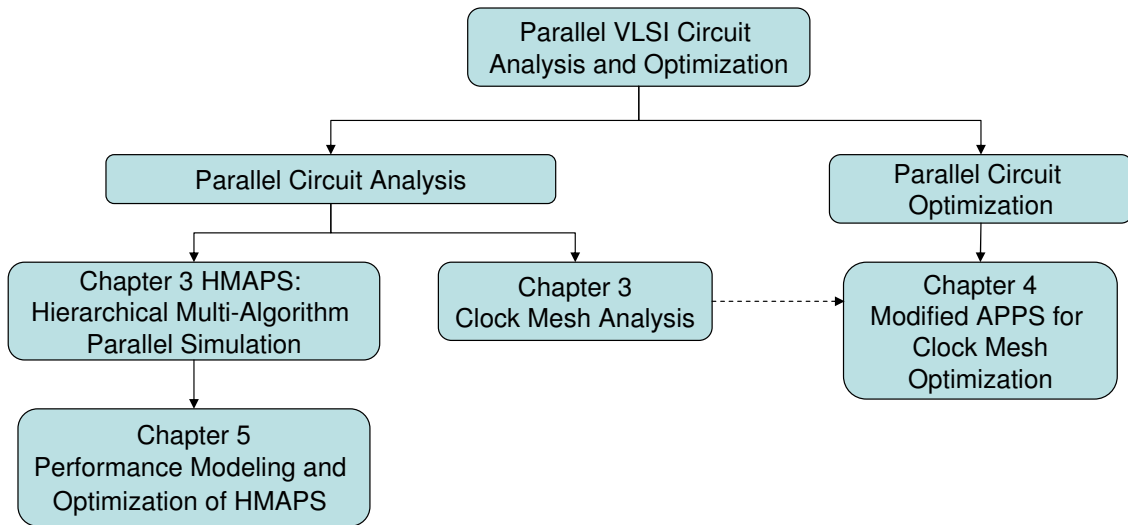 Parallel VLSI Circuit
Analysis and Optimization
Parallel Circuit Analysis
Parallel Circuit
Optimization
Chapter 3 HMAPS:
Hierarchical Multi-Algorithm
Parallel Simulation
Chapter 3
Clock Mesh Analysis
Chapter 4
Modified APPS for
Clock Mesh
Optimization
Chapter 5
Performance Modeling and
Optimization of HMAPS